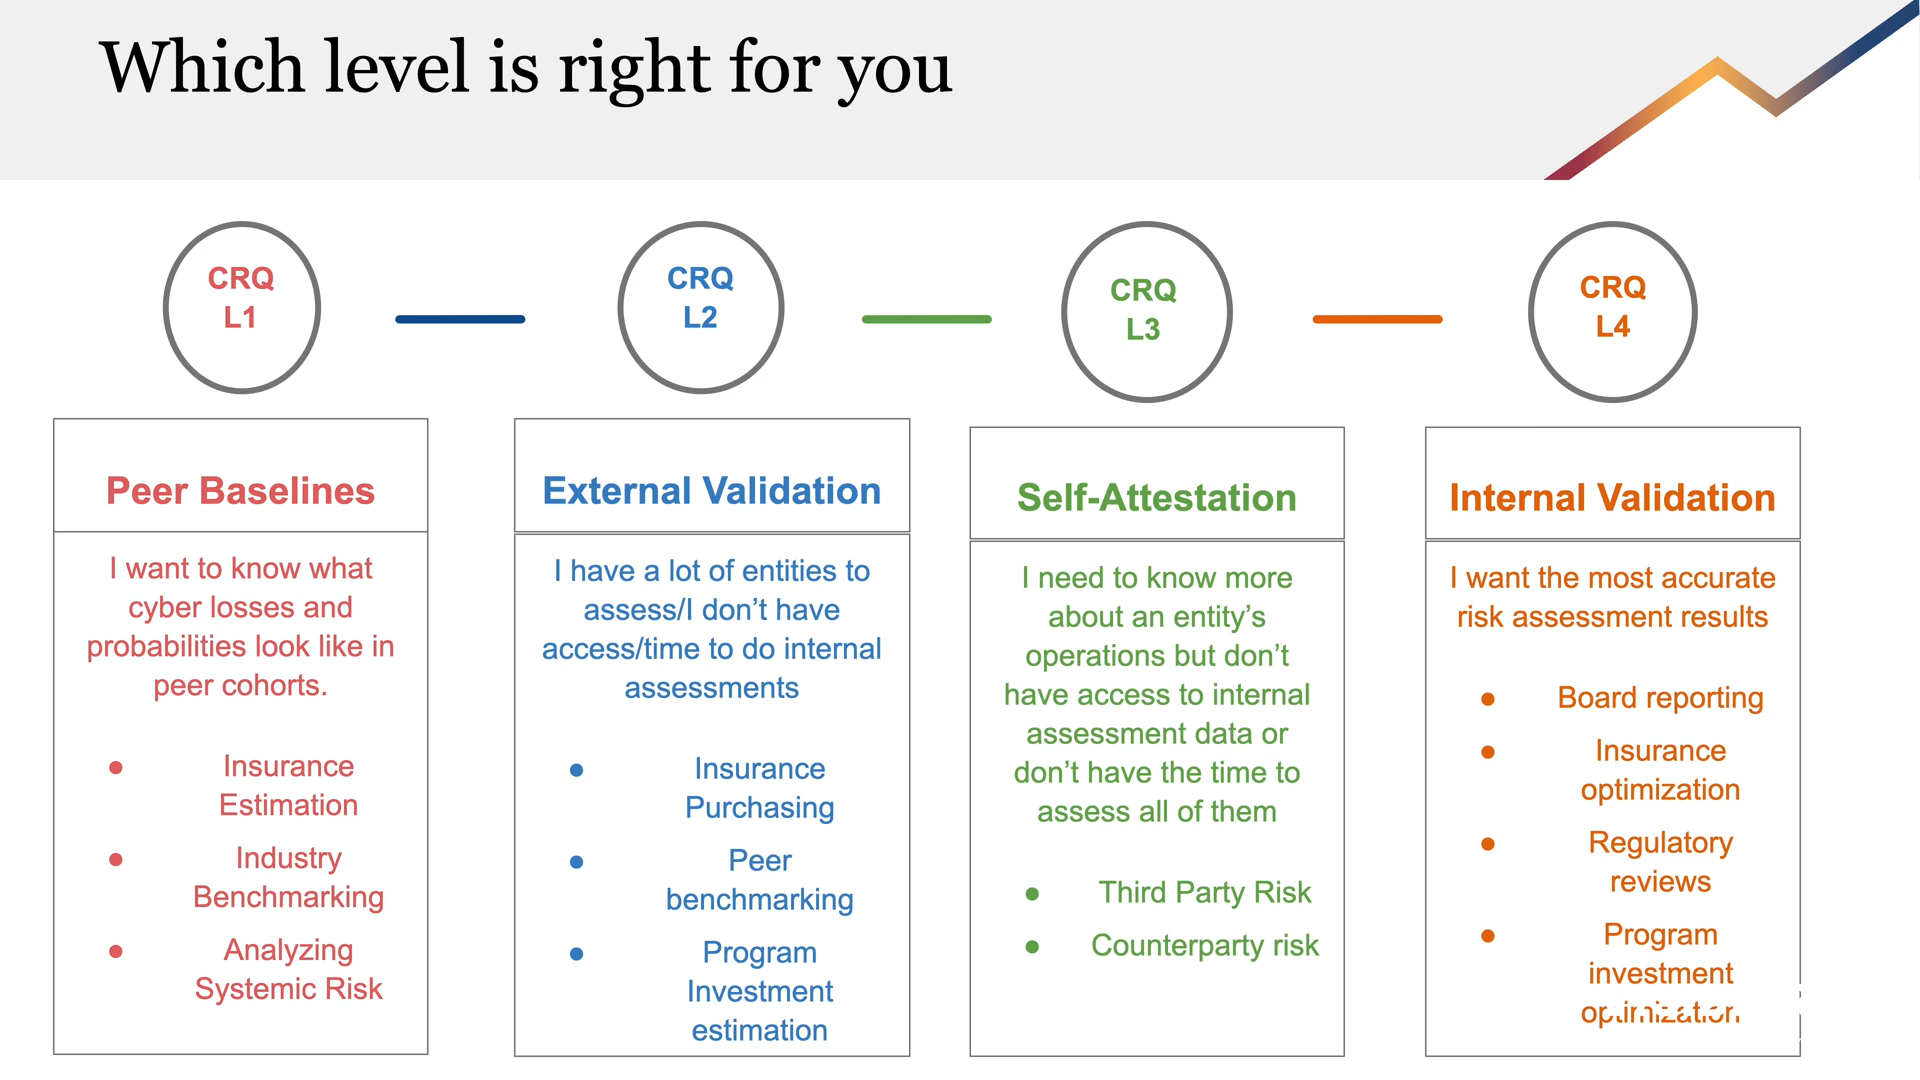 Which level is right for you
CRQ
L1
CRQ
L2
CRQ
L3
CRQ
L4
Peer Baselines
I want to know what
cyber losses and
probabilities look like in
peer cohorts.
● Insurance
Estimation
● Industry
Benchmarking
● Analyzing
Systemic Risk
External Validation
I have a lot of entities to
assess/I don’t have
access/time to do internal
assessments
● Insurance
Purchasing
● Peer
benchmarking
● Program
Investment
estimation
Self-Attestation
I need to know more
about an entity’s
operations but don’t
have access to internal
assessment data or
don’t have the time to
assess all of them
● Third Party Risk
● Counterparty risk
Internal Validation
I want the most accurate
risk assessment results
● Board reporting
● Insurance
optimization
● Regulatory
reviews
● Program
investment
optimization